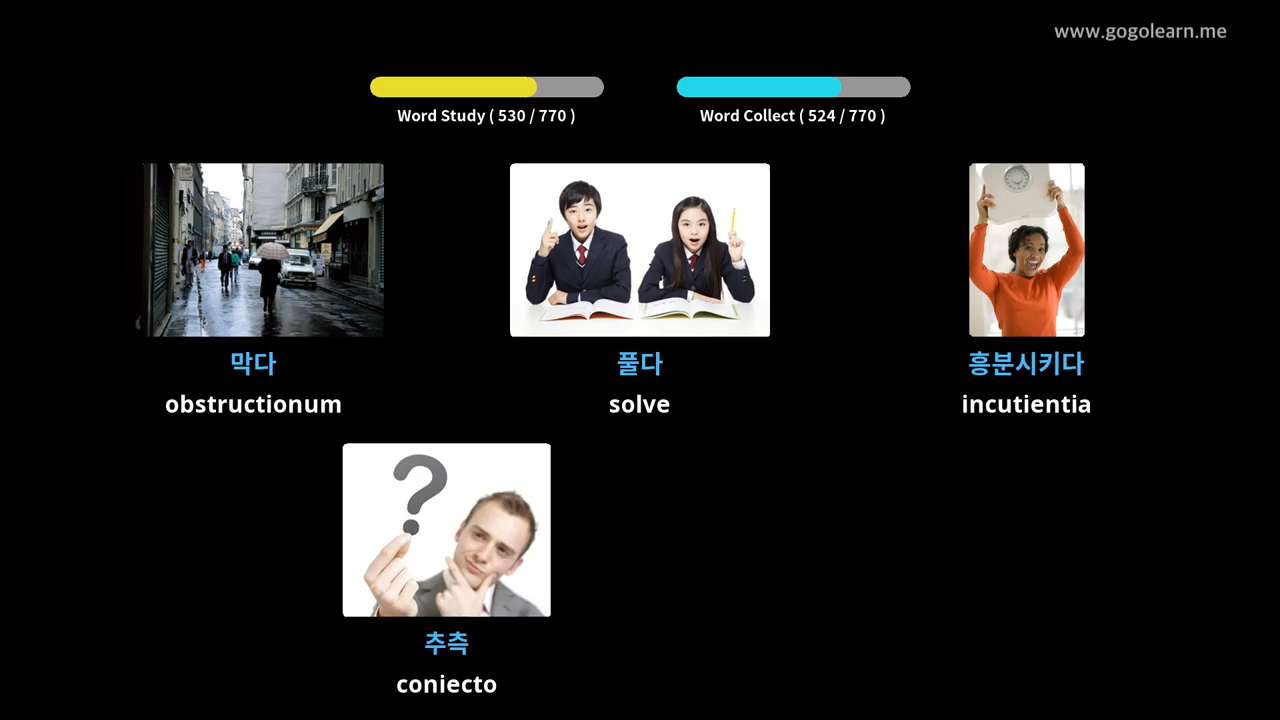 www.gogolearn.me
Word Study ( 530 / 770 )
Word Collect ( 524 / 770 )
막다
obstructionum
풀다
solve
흥분시키다
incutientia
추측
coniecto